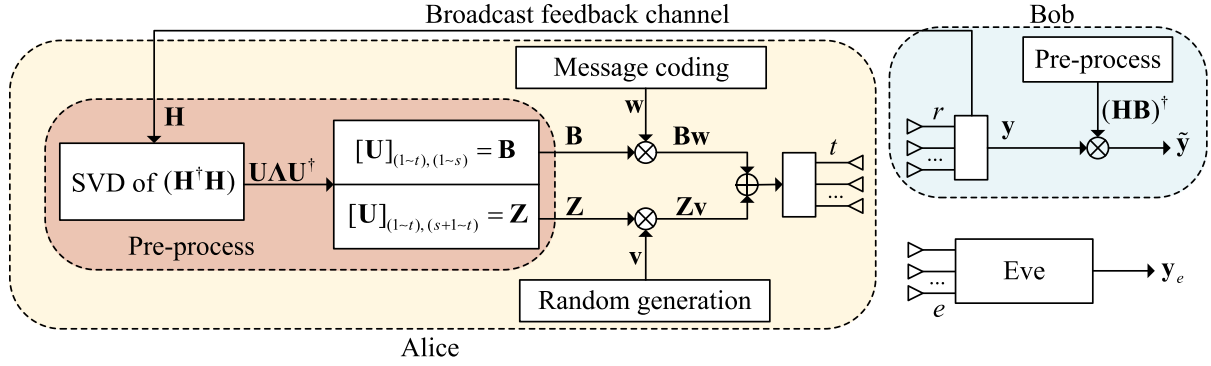 Broadcast feedback channel
Bob
Message coding
Pre-process
w
(HB)†
H
r
y
ỹ
SVD of (H†H)
UΛU†
[U](1~t), (1~s) = B
B
Bw
t
...
...
[U](1~t), (s+1~t) = Z
Z
Zv
Pre-process
v
Random generation
...
Eve
yₑ
e
Alice